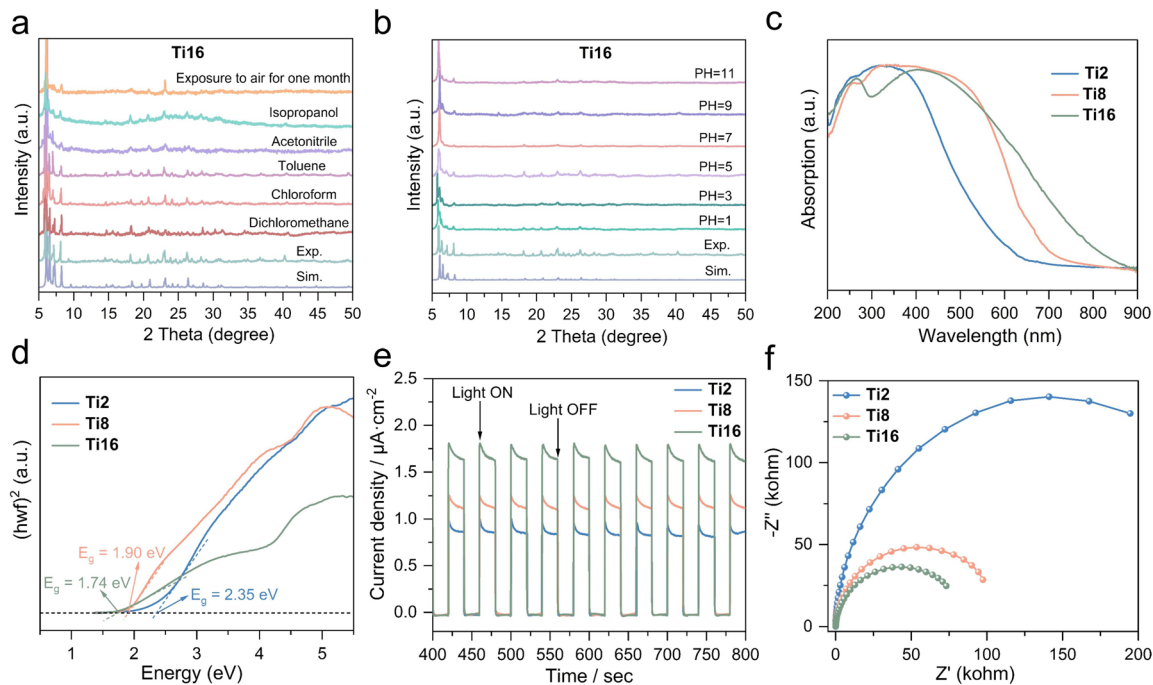 a
Ti16
Exposure to air for one month
Isopropanol
Acetonitrile
Toluene
Chloroform
Dichloromethane
Exp.
Sim.
Intensity (a.u.)
5 10 15 20 25 30 35 40 45 50
2 Theta (degree)
b
Ti16
PH=11
PH=9
PH=7
PH=5
PH=3
PH=1
Exp.
Sim.
Intensity (a.u.)
5 10 15 20 25 30 35 40 45 50
2 Theta (degree)
c
Ti2
Ti8
Ti16
Absorption (a.u.)
200 300 400 500 600 700 800 900
Wavelength (nm)
d
Ti2
Ti8
Ti16
(hwf)² (a.u.)
Eg = 1.90 eV
Eg = 1.74 eV
Eg = 2.35 eV
1 2 3 4 5
Energy (eV)
e
Light ON
Light OFF
Ti2
Ti8
Ti16
Current density / μA·cm⁻²
2.5
2.0
1.5
1.0
0.5
0.0
400 450 500 550 600 650 700 750 800
Time / sec
f
Ti2
Ti8
Ti16
-Z'' (kohm)
150
100
50
0
0 50 100 150 200
Z' (kohm)